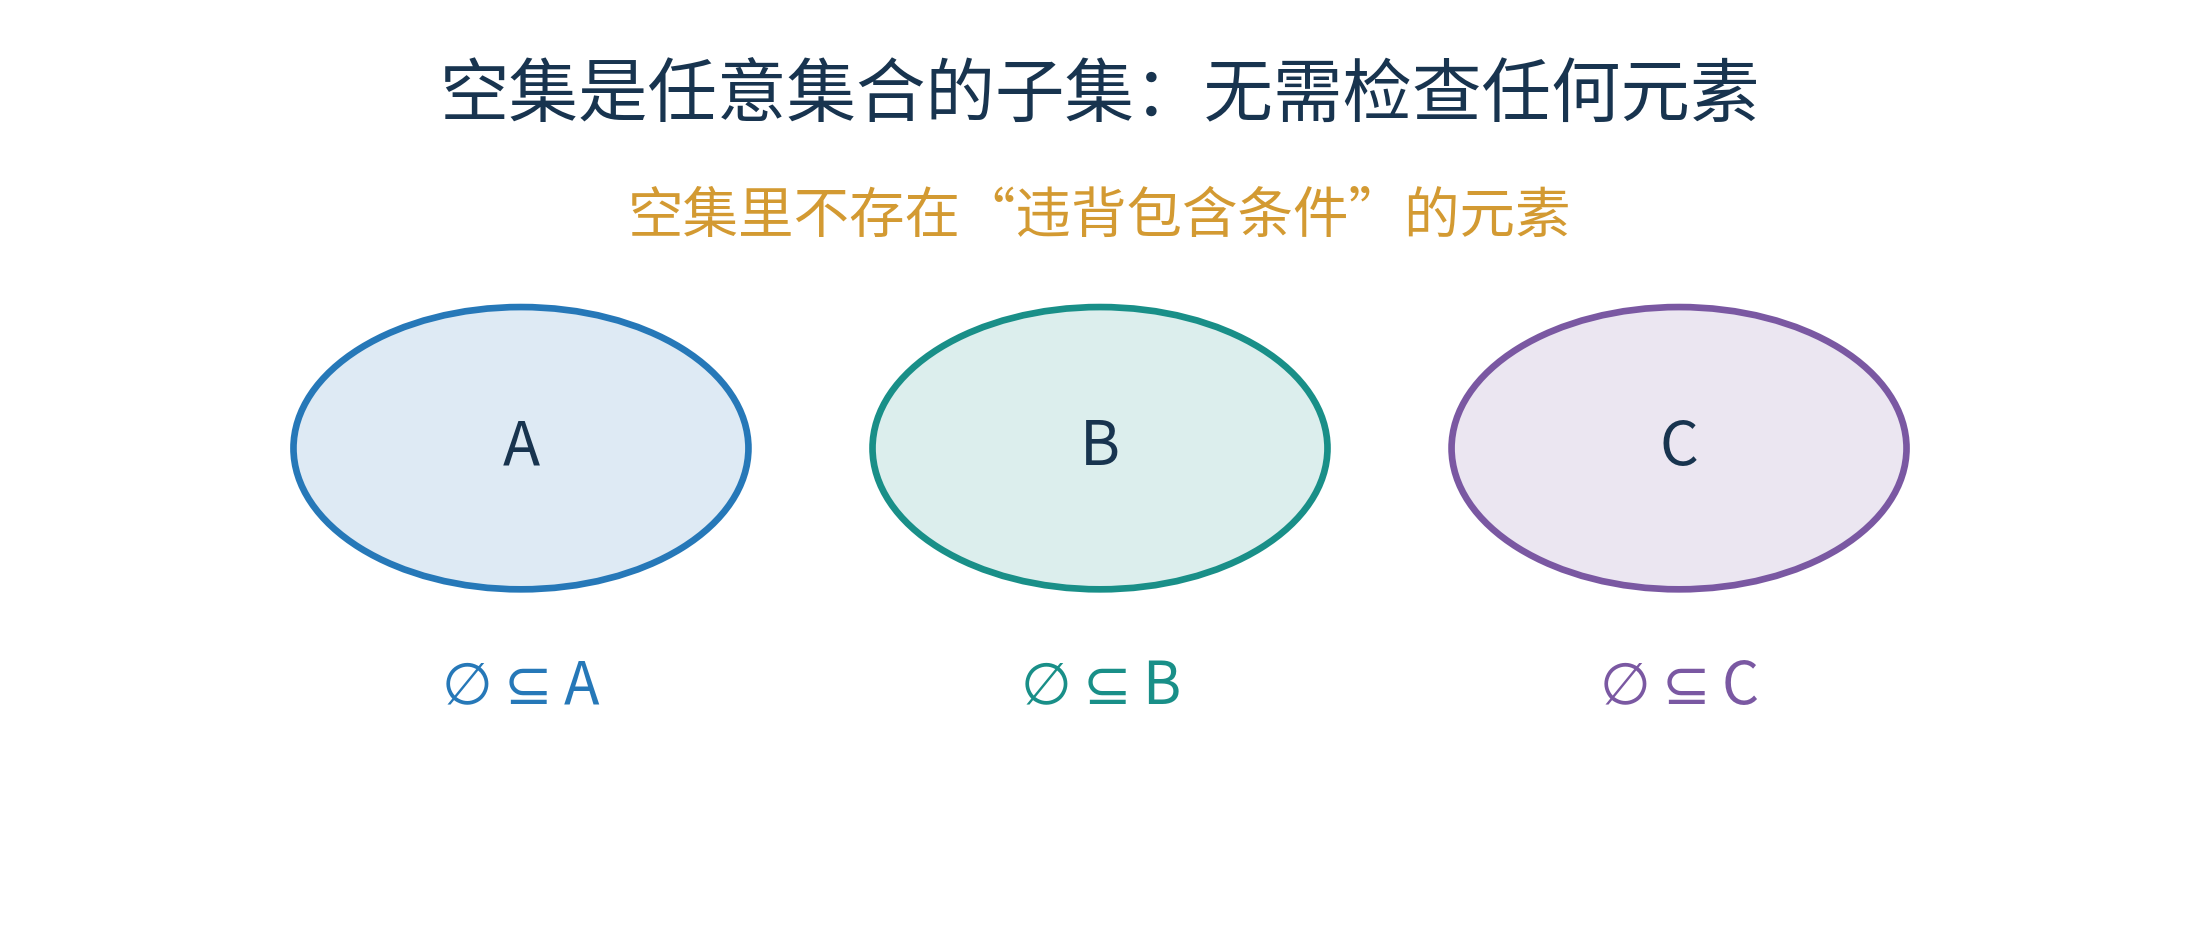 空集是任意集合的子集：无需检查任何元素
空集里不存在“违背包含条件”的元素
A B C
∅ ⊆ A ∅ ⊆ B ∅ ⊆ C